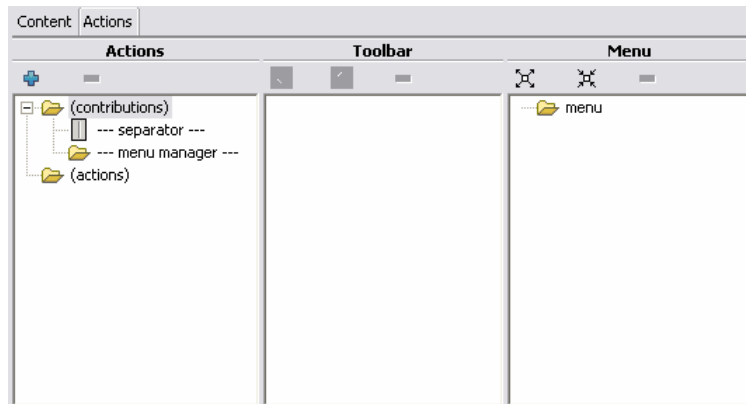 Content Actions
Actions Toolbar Menu
(contributions)
--- separator ---
--- menu manager ---
(actions)
menu